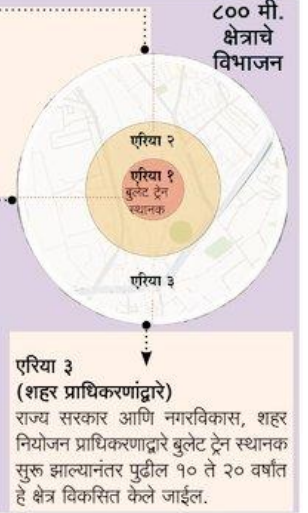 ८०० मी.
क्षेत्राचे
विभाजन
एरिया २
एरिया १
बुलेट ट्रेन
स्थानक
एरिया ३
एरिया ३
(शहर प्राधिकरणांद्वारे)
राज्य सरकार आणि नगरविकास, शहर
नियोजन प्राधिकरणाद्वारे बुलेट ट्रेन स्थानक
सुरू झाल्यानंतर पुढील १० ते २० वर्षांत
हे क्षेत्र विकसित केले जाईल.